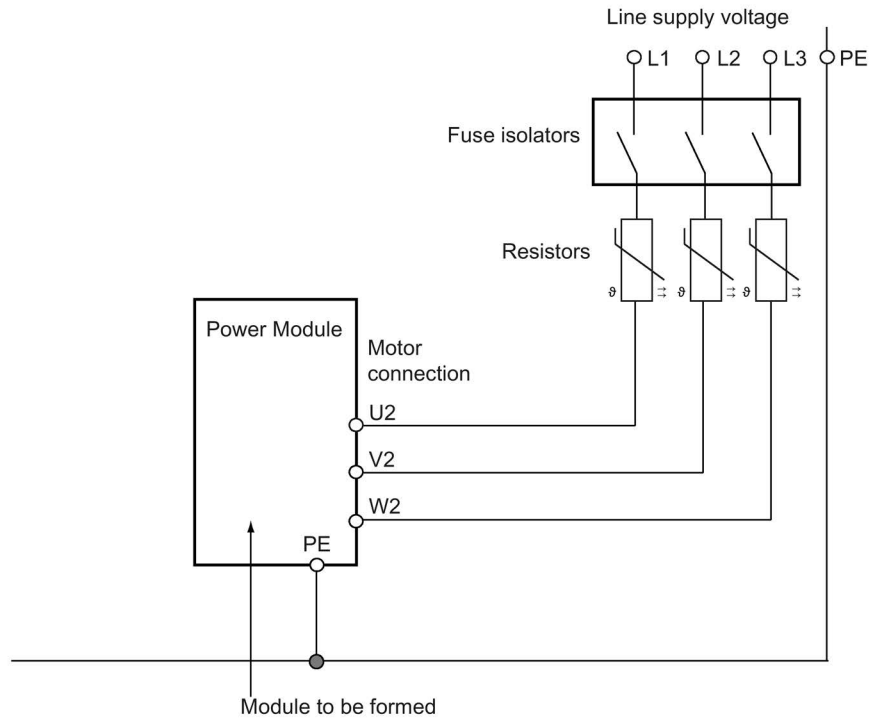 Line supply voltage
L1 L2 L3 PE
Fuse isolators
Resistors
ϑ ϑ ϑ
Power Module
Motor
connection
U2
V2
W2
PE
Module to be formed